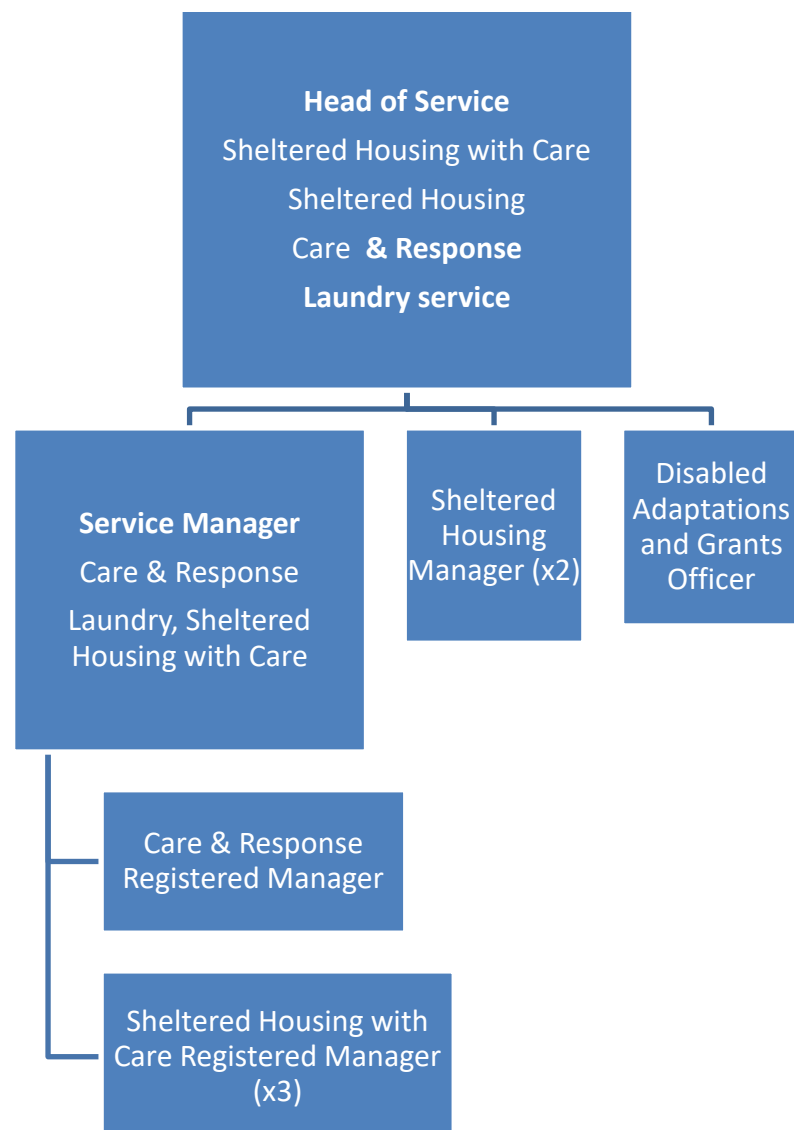 Head of Service
Sheltered Housing with Care
Sheltered Housing
Care & Response
Laundry service
Service Manager
Care & Response
Laundry, Sheltered
Housing with Care
Sheltered
Housing
Manager (x2)
Disabled
Adaptations
and Grants
Officer
Care & Response
Registered Manager
Sheltered Housing with
Care Registered Manager
(x3)